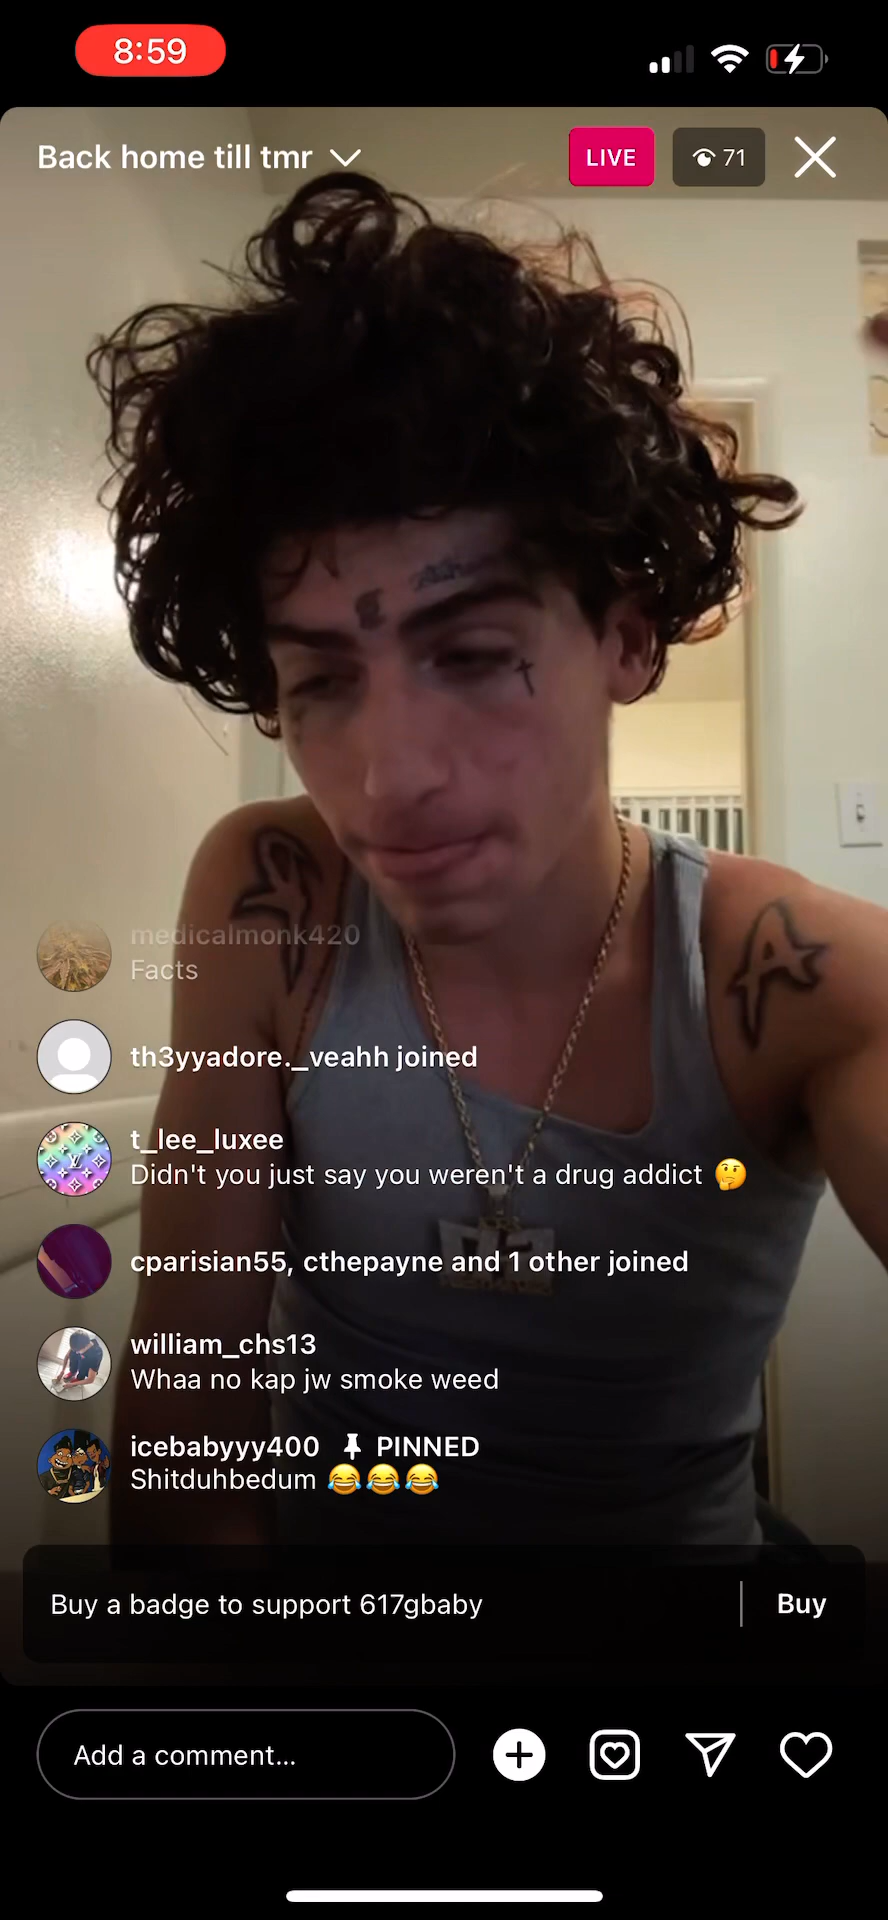 8:59
Back home till tmr
LIVE
71
medicalmonk420
Facts
th3yyadore._veahh joined
t_lee_luxee
Didn't you just say you weren't a drug addict 🤔
cparisian55, cthepayne and 1 other joined
william_chs13
Whaa no kap jw smoke weed
icebabyyy400 PINNED
Shitduhbedum 😂😂😂
Buy a badge to support 617gbaby
Buy
Add a comment...